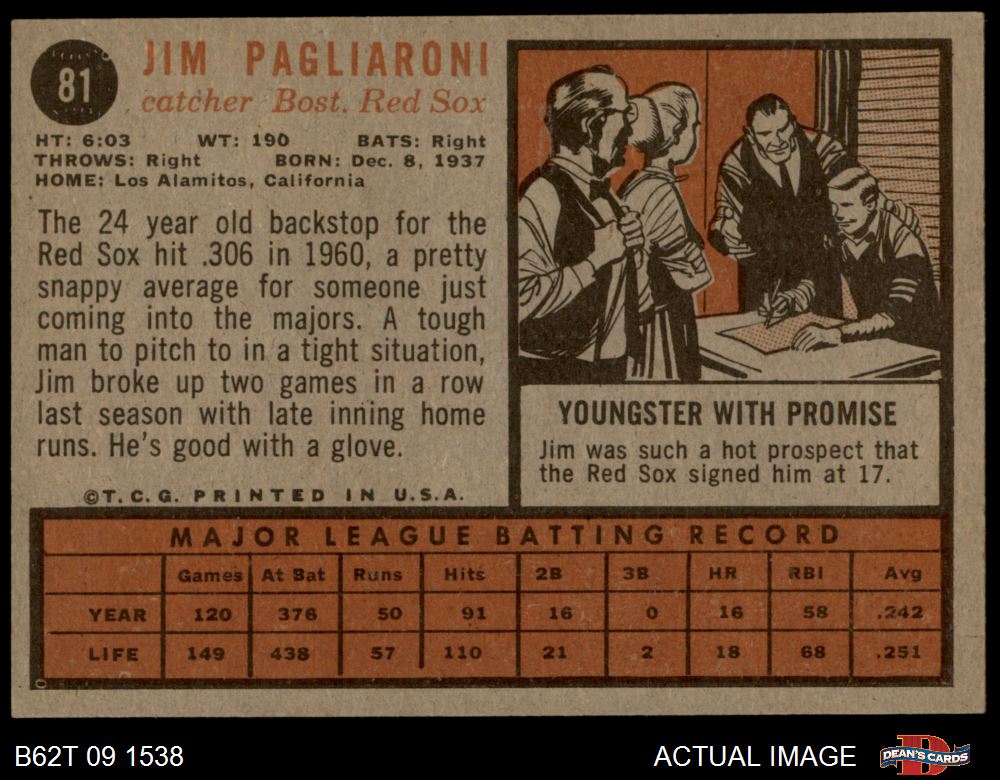 81
JIM PAGLIARONI
catcher Bost. Red Sox
HT: 6:03 WT: 190 BATS: Right
THROWS: Right BORN: Dec. 8, 1937
HOME: Los Alamitos, California
The 24 year old backstop for the
Red Sox hit .306 in 1960, a pretty
snappy average for someone just
coming into the majors. A tough
man to pitch to in a tight situation,
Jim broke up two games in a row
last season with late inning home
runs. He's good with a glove.
©T.C.G. PRINTED IN U.S.A.
YOUNGSTER WITH PROMISE
Jim was such a hot prospect that
the Red Sox signed him at 17.
MAJOR LEAGUE BATTING RECORD
Games At Bat Runs Hits 2B 3B HR RBI Avg
YEAR 120 376 50 91 16 0 16 58 .242
LIFE 149 438 57 110 21 2 18 68 .251
B62T 09 1538
ACTUAL IMAGE
DEAN'S CARDS